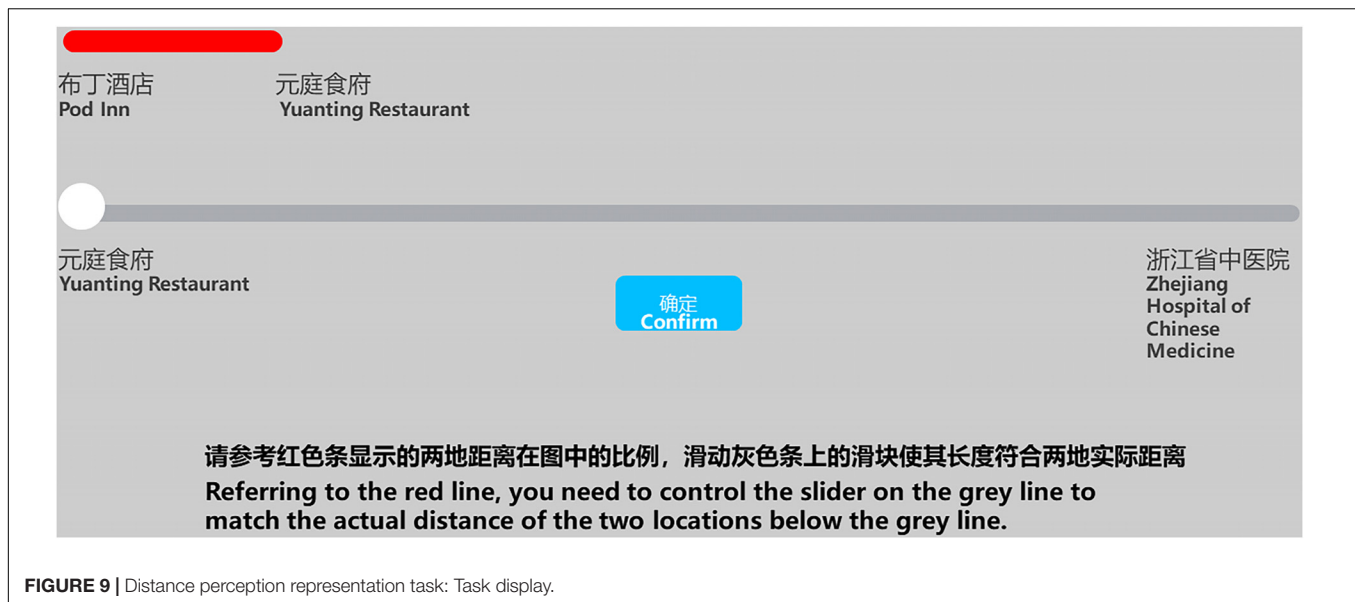 布丁酒店 元庭食府
Pod Inn Yuanting Restaurant
元庭食府
Yuanting Restaurant
浙江省中医院
Zhejiang
Hospital of
Chinese
Medicine
确定
Confirm
请参考红色条显示的两地距离在图中的比例，滑动灰色条上的滑块使其长度符合两地实际距离
Referring to the red line, you need to control the slider on the grey line to
match the actual distance of the two locations below the grey line.
FIGURE 9 | Distance perception representation task: Task display.